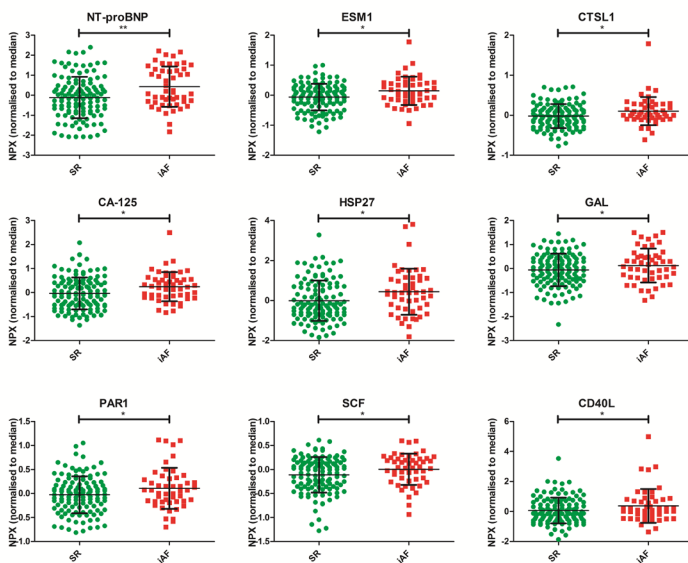 NT-proBNP
**
NPX (normalised to median)
3
2
1
0
-1
-2
-3
SR
iAF
ESM1
*
NPX (normalised to median)
2
0
-2
SR
iAF
CTSL1
*
NPX (normalised to median)
2
1
0
-1
SR
iAF
CA-125
*
NPX (normalised to median)
3
2
1
0
-1
-2
SR
iAF
HSP27
*
NPX (normalised to median)
4
2
0
-2
SR
iAF
GAL
*
NPX (normalised to median)
2
1
0
-1
-2
-3
SR
iAF
PAR1
*
NPX (normalised to median)
1.5
1.0
0.5
0.0
-0.5
-1.0
SR
iAF
SCF
*
NPX (normalised to median)
1.0
0.5
0.0
-0.5
-1.0
-1.5
SR
iAF
CD40L
*
NPX (normalised to median)
6
4
2
0
-2
SR
iAF